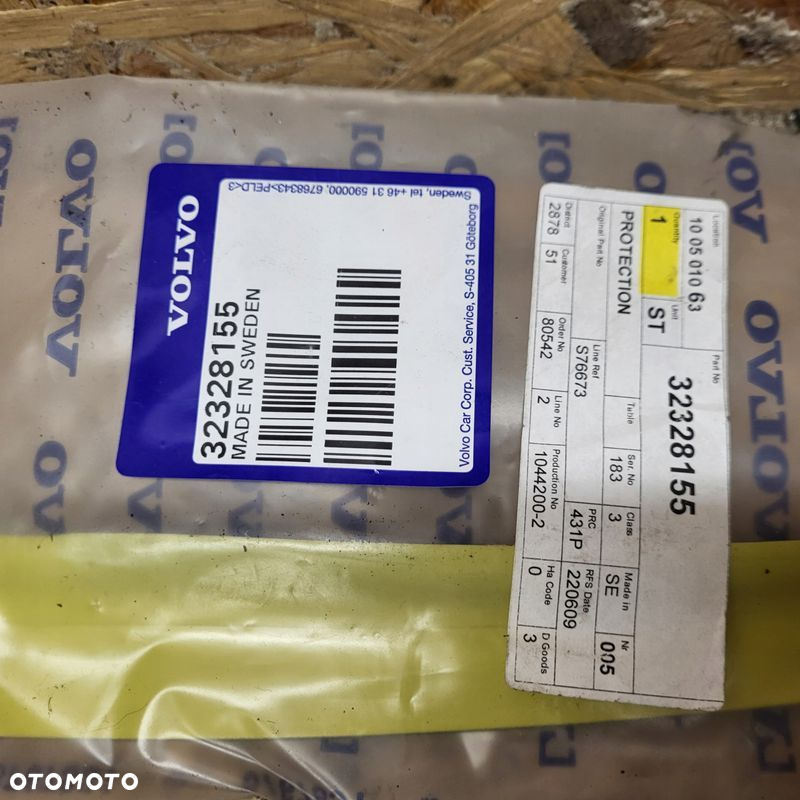 VOLVO
32328155
MADE IN SWEDEN
Volvo Car Corp. Cust. Service, S-405 31 Göteborg
Sweden, tel +46 31 590000, 6768343>PELD<3
Location
10 05 010 63
Part No
32328155
Quantity
1
Unit
ST
PROTECTION
Table
Ser. No
183
Class
3
Made in
SE
Nr
005
Original Part No
Line Ref
S76673
PRC
431P
RFS Date
220609
District
2878
Customer
51
Order No
80542
Line No
2
Production No
1044200-2
Ha Code
0
D Goods
3
VOLVO
VOLVO
VOLVO
OTOMOTO